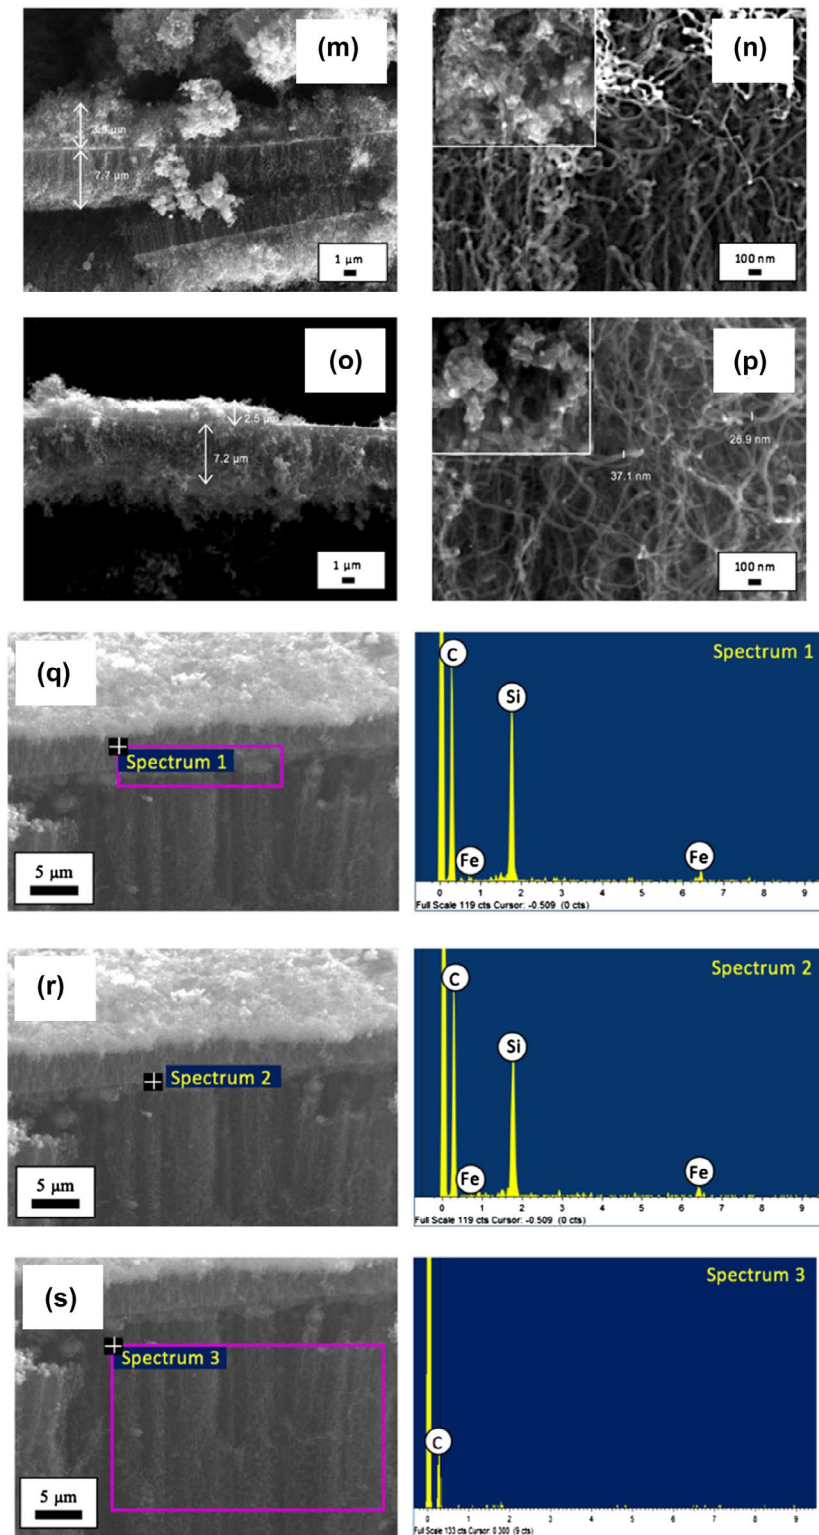 (m)
3.9 μm
7.7 μm
1 μm
(n)
100 nm
(o)
2.5 μm
7.2 μm
1 μm
(p)
26.9 nm
37.1 nm
100 nm
(q)
Spectrum 1
5 μm
Spectrum 1
C
Si
Fe
Fe
0 1 2 3 4 5 6 7 8 9
Full Scale 119 cts Cursor: -0.509 (0 cts)
(r)
Spectrum 2
5 μm
Spectrum 2
C
Si
Fe
Fe
0 1 2 3 4 5 6 7 8 9
Full Scale 119 cts Cursor: -0.509 (0 cts)
(s)
Spectrum 3
5 μm
Spectrum 3
C
0 1 2 3 4 5 6 7 8 9
Full Scale 133 cts Cursor: 0.300 (9 cts)